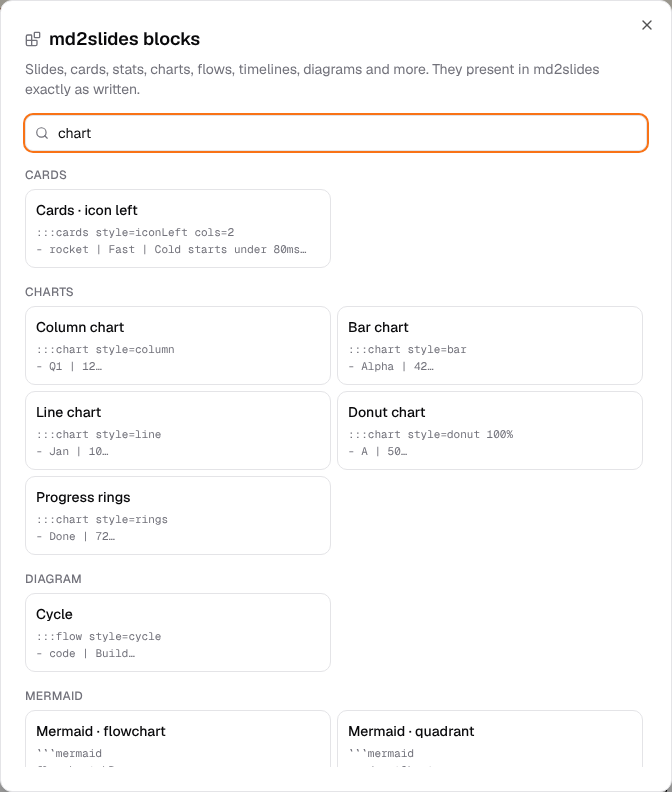 md2slides blocks
Slides, cards, stats, charts, flows, timelines, diagrams and more. They present in md2slides
exactly as written.
chart
CARDS
Cards · icon left
:::cards style=iconLeft cols=2
- rocket | Fast | Cold starts under 80ms…
CHARTS
Column chart
:::chart style=column
- Q1 | 12…
Bar chart
:::chart style=bar
- Alpha | 42…
Line chart
:::chart style=line
- Jan | 10…
Donut chart
:::chart style=donut 100%
- A | 50…
Progress rings
:::chart style=rings
- Done | 72…
DIAGRAM
Cycle
:::flow style=cycle
- code | Build…
MERMAID
Mermaid · flowchart
```mermaid
Mermaid · quadrant
```mermaid